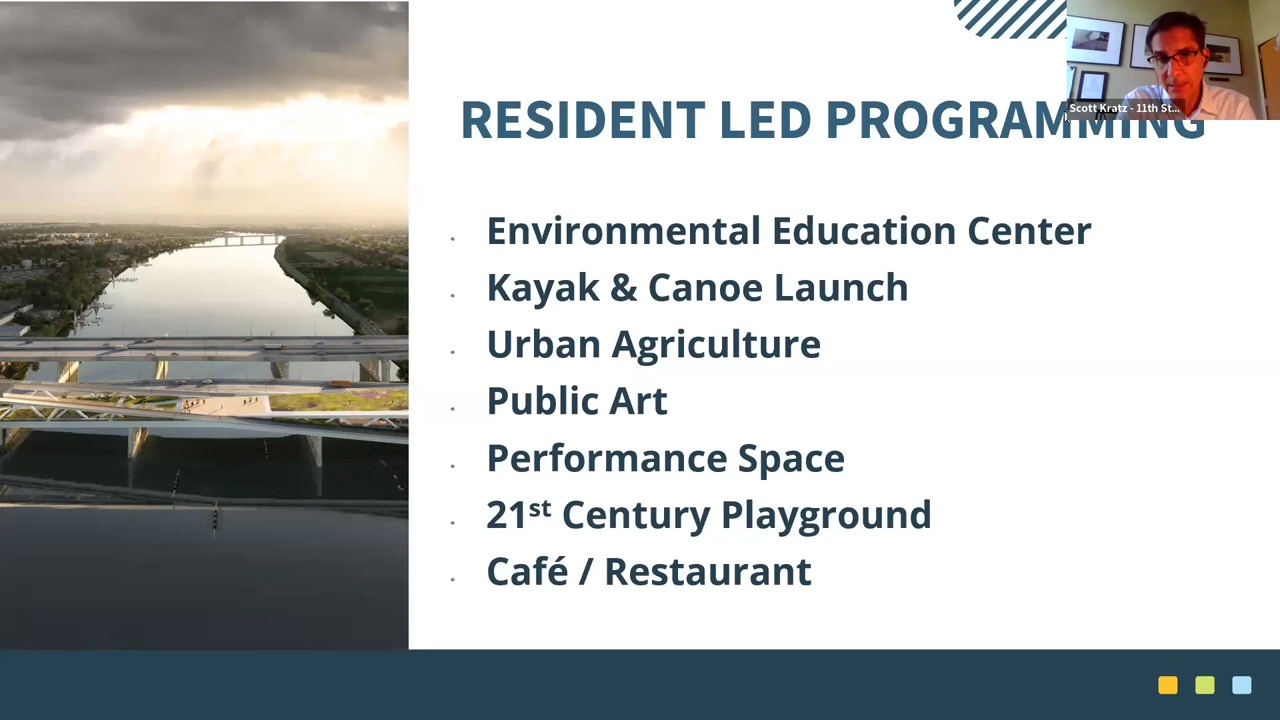 Scott Kratz - 11th St...
RESIDENT LED PROGRAMMING
Environmental Education Center
Kayak & Canoe Launch
Urban Agriculture
Public Art
Performance Space
21st Century Playground
Café / Restaurant